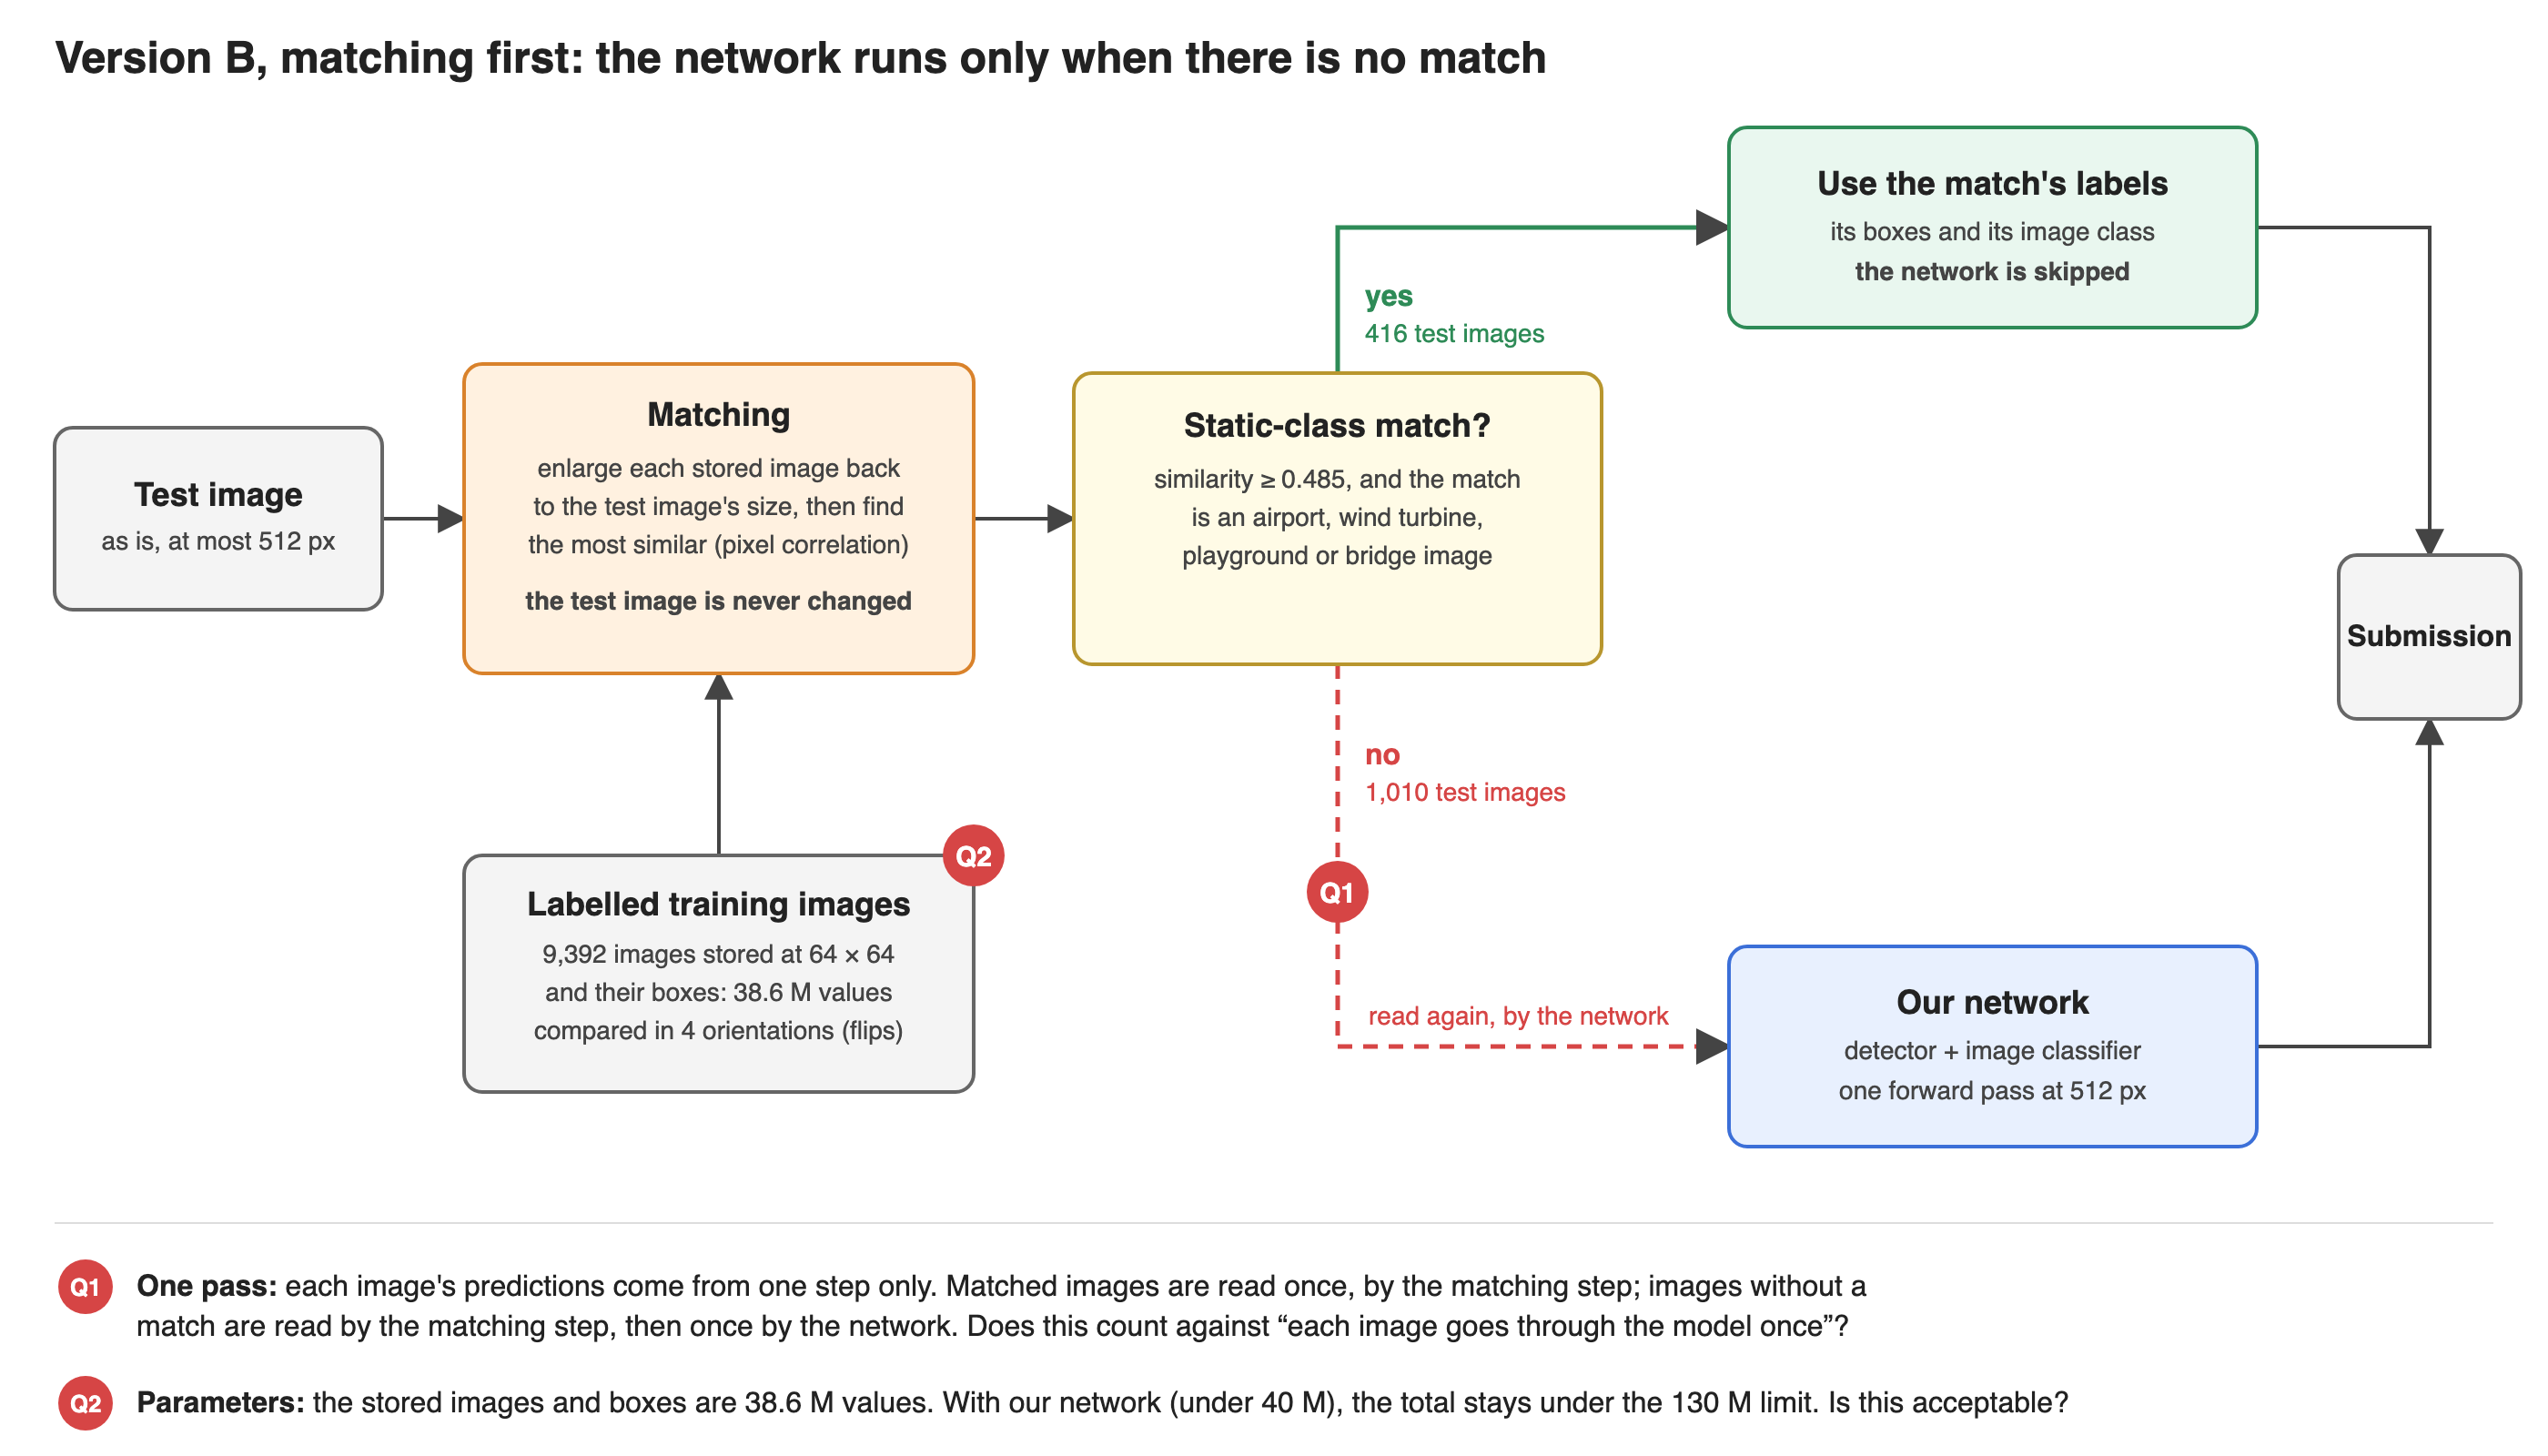 Version B, matching first: the network runs only when there is no match
Use the match's labels
its boxes and its image class
the network is skipped
yes
416 test images
Matching
enlarge each stored image back
to the test image's size, then find
the most similar (pixel correlation)
the test image is never changed
Static-class match?
similarity ≥ 0.485, and the match
is an airport, wind turbine,
playground or bridge image
Test image
as is, at most 512 px
Submission
no
1,010 test images
Q2
Q1
Labelled training images
9,392 images stored at 64 × 64
and their boxes: 38.6 M values
compared in 4 orientations (flips)
read again, by the network
Our network
detector + image classifier
one forward pass at 512 px
Q1 One pass: each image's predictions come from one step only. Matched images are read once, by the matching step; images without a
match are read by the matching step, then once by the network. Does this count against “each image goes through the model once”?
Q2 Parameters: the stored images and boxes are 38.6 M values. With our network (under 40 M), the total stays under the 130 M limit. Is this acceptable?